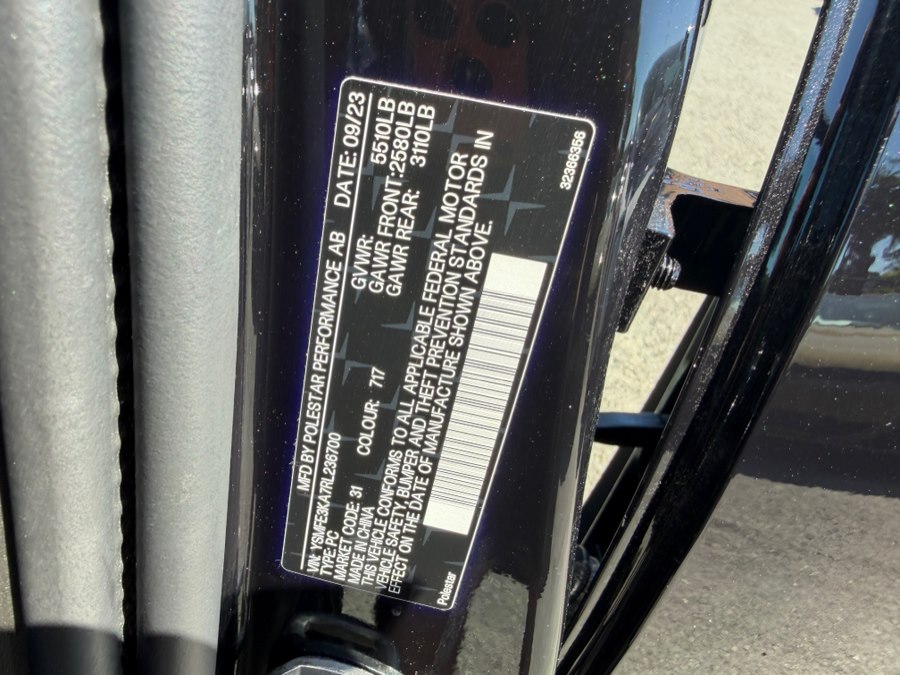 MFD BY POLESTAR PERFORMANCE AB DATE: 09/23
VIN: YSMFE3KA7RL236700 GVWR: 5510LB
TYPE: PC GAWR FRONT: 2580LB
MARKET CODE: 31 COLOUR: 717 GAWR REAR: 3110LB
MADE IN CHINA
THIS VEHICLE CONFORMS TO ALL APPLICABLE FEDERAL MOTOR
VEHICLE SAFETY, BUMPER AND THEFT PREVENTION STANDARDS IN
EFFECT ON THE DATE OF MANUFACTURE SHOWN ABOVE.
Polestar 32366356